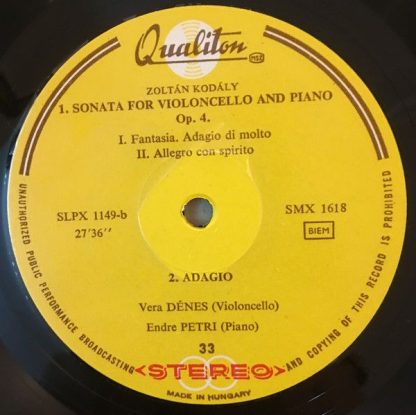 Qualiton
MHV
ZOLTÁN KODÁLY
1. SONATA FOR VIOLONCELLO AND PIANO
Op. 4.
I. Fantasia. Adagio di molto
II. Allegro con spirito
SLPX 1149-b
27′36″
SMX 1618
BIEM
2. ADAGIO
Vera DÉNES (Violoncello)
Endre PETRI (Piano)
33
STEREO
MADE IN HUNGARY
UNAUTHORIZED PUBLIC PERFORMANCE BROADCASTING AND COPYING OF THIS RECORD IS PROHIBITED